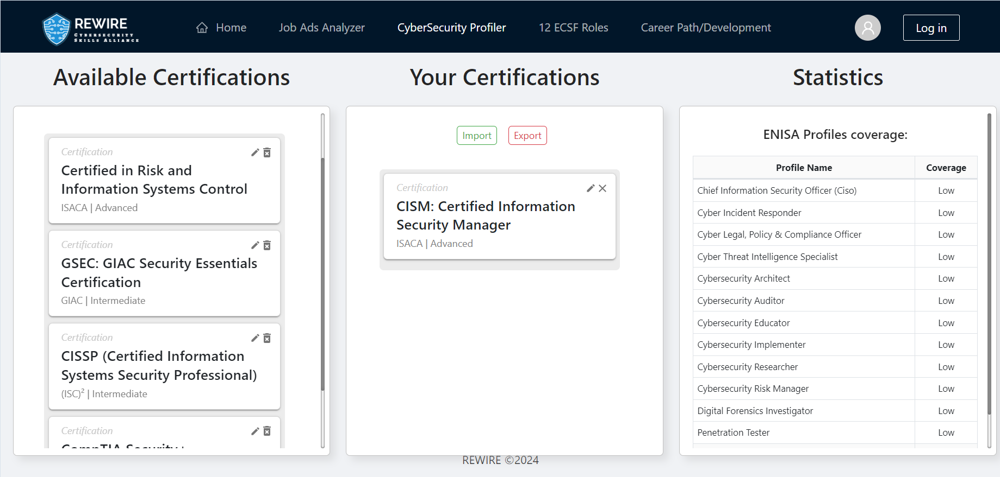 REWIRE
CYBERSECURITY
SKILLS ALLIANCE
Home
Job Ads Analyzer
CyberSecurity Profiler
12 ECSF Roles
Career Path/Development
Log in
Available Certifications
Certification
Certified in Risk and
Information Systems Control
ISACA | Advanced
Certification
GSEC: GIAC Security Essentials
Certification
GIAC | Intermediate
Certification
CISSP (Certified Information
Systems Security Professional)
(ISC)² | Intermediate
Certification
CompTIA Security+
Your Certifications
Import
Export
Certification
CISM: Certified Information
Security Manager
ISACA | Advanced
Statistics
ENISA Profiles coverage:
Profile Name Coverage
Chief Information Security Officer (Ciso) Low
Cyber Incident Responder Low
Cyber Legal, Policy & Compliance Officer Low
Cyber Threat Intelligence Specialist Low
Cybersecurity Architect Low
Cybersecurity Auditor Low
Cybersecurity Educator Low
Cybersecurity Implementer Low
Cybersecurity Researcher Low
Cybersecurity Risk Manager Low
Digital Forensics Investigator Low
Penetration Tester Low
REWIRE ©2024